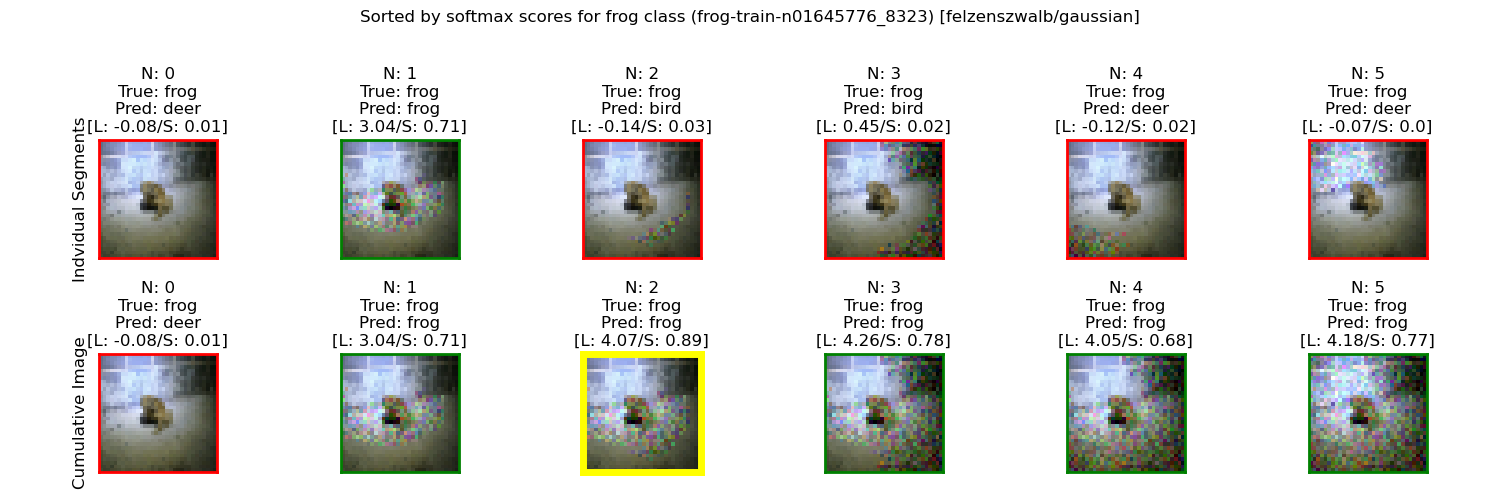 Sorted by softmax scores for frog class (frog-train-n01645776_8323) [felzenszwalb/gaussian]
Indvidual Segments
N: 0
True: frog
Pred: deer
[L: -0.08/S: 0.01]
N: 1
True: frog
Pred: frog
[L: 3.04/S: 0.71]
N: 2
True: frog
Pred: bird
[L: -0.14/S: 0.03]
N: 3
True: frog
Pred: bird
[L: 0.45/S: 0.02]
N: 4
True: frog
Pred: deer
[L: -0.12/S: 0.02]
N: 5
True: frog
Pred: deer
[L: -0.07/S: 0.0]
Cumulative Image
N: 0
True: frog
Pred: deer
[L: -0.08/S: 0.01]
N: 1
True: frog
Pred: frog
[L: 3.04/S: 0.71]
N: 2
True: frog
Pred: frog
[L: 4.07/S: 0.89]
N: 3
True: frog
Pred: frog
[L: 4.26/S: 0.78]
N: 4
True: frog
Pred: frog
[L: 4.05/S: 0.68]
N: 5
True: frog
Pred: frog
[L: 4.18/S: 0.77]